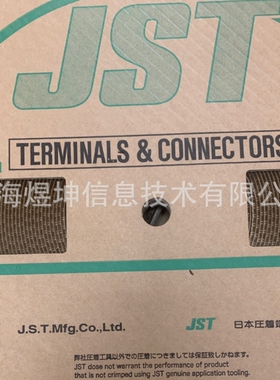 JST
TERMINALS & CONNECTORS
海煜坤信息技术有限公
J.S.T.Mfg.Co.,Ltd.
JST 日本圧着
弊社圧着工具以外での圧着につきましては保証致しかねます。
JST dose not warrant the performance of product
that is not crimped using JST genuine application tooling.